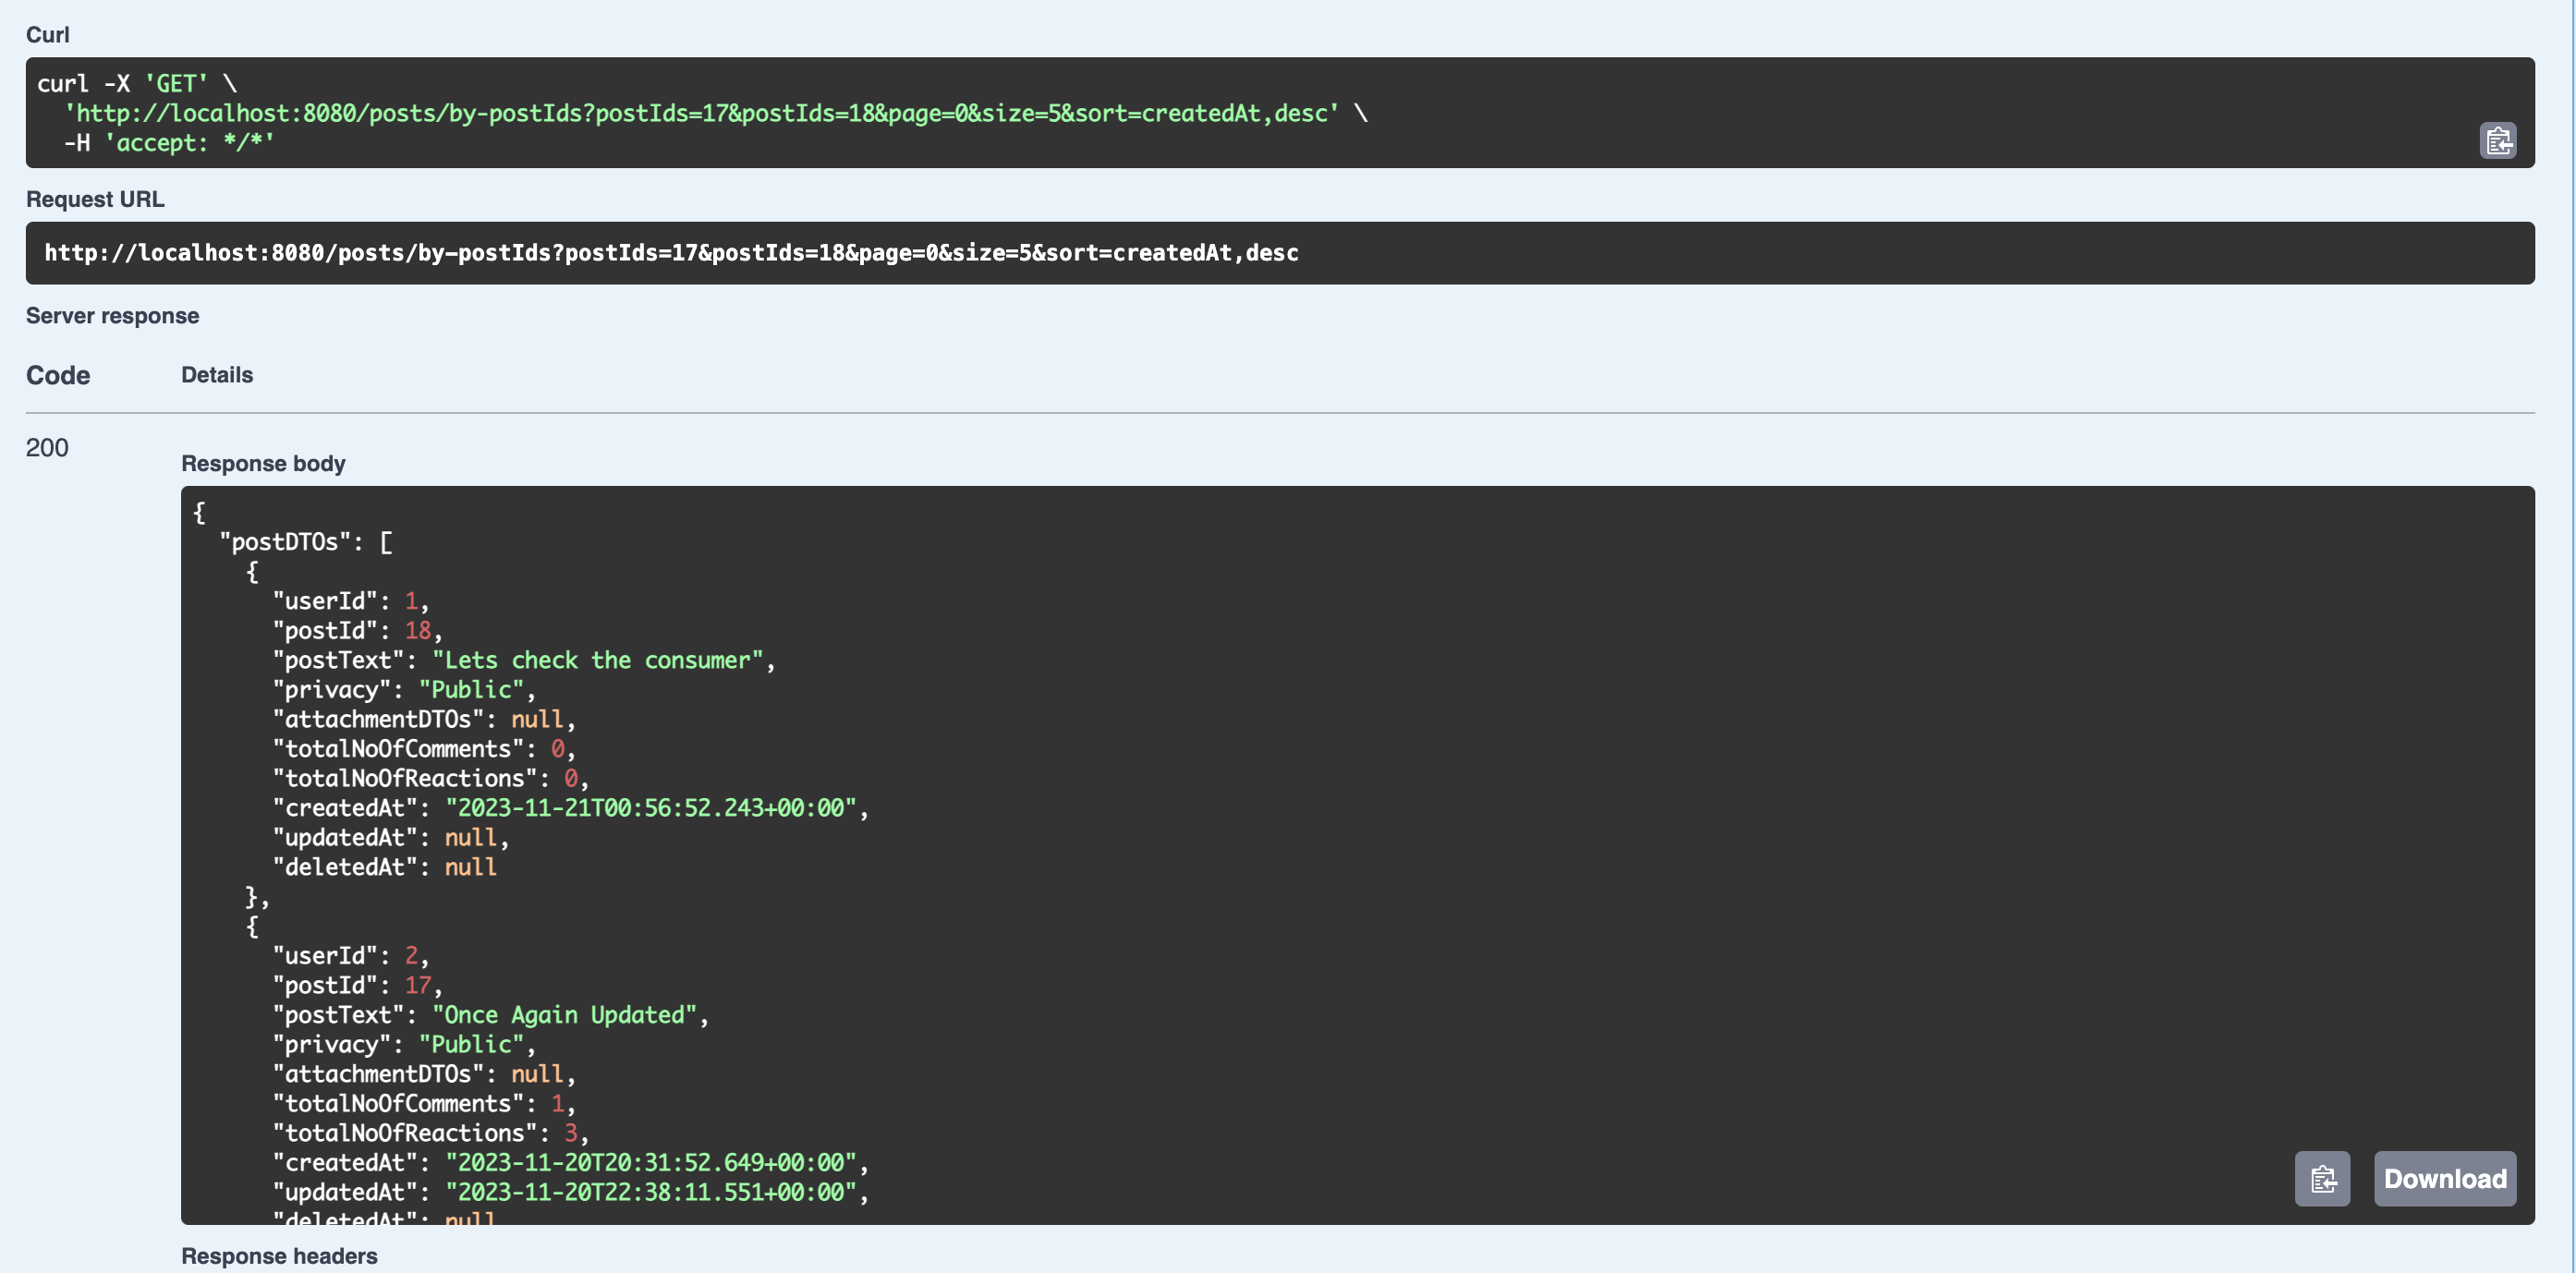 Curl
curl -X 'GET' \
  'http://localhost:8080/posts/by-postIds?postIds=17&postIds=18&page=0&size=5&sort=createdAt,desc' \
  -H 'accept: */*'
Request URL
http://localhost:8080/posts/by-postIds?postIds=17&postIds=18&page=0&size=5&sort=createdAt,desc
Server response
Code Details
200
Response body
{
  "postDTOs": [
    {
      "userId": 1,
      "postId": 18,
      "postText": "Lets check the consumer",
      "privacy": "Public",
      "attachmentDTOs": null,
      "totalNoOfComments": 0,
      "totalNoOfReactions": 0,
      "createdAt": "2023-11-21T00:56:52.243+00:00",
      "updatedAt": null,
      "deletedAt": null
    },
    {
      "userId": 2,
      "postId": 17,
      "postText": "Once Again Updated",
      "privacy": "Public",
      "attachmentDTOs": null,
      "totalNoOfComments": 1,
      "totalNoOfReactions": 3,
      "createdAt": "2023-11-20T20:31:52.649+00:00",
      "updatedAt": "2023-11-20T22:38:11.551+00:00",
      "deletedAt": null
Download
Response headers